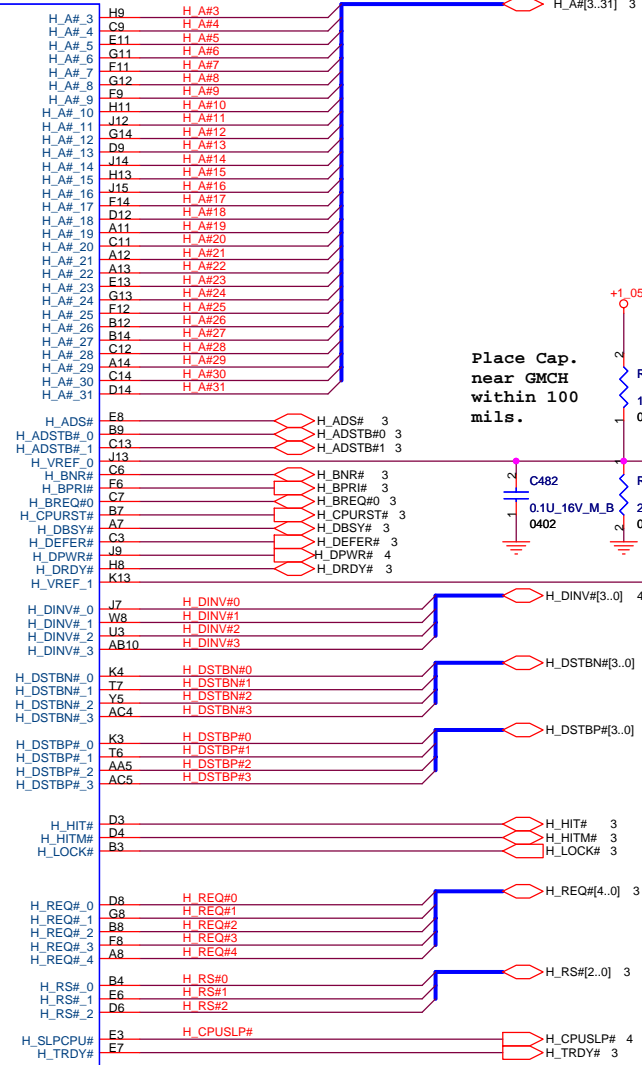 H_A#[3..31] 3
H_A#_3 H9 H_A#3
H_A#_4 C9 H_A#4
H_A#_5 E11 H_A#5
H_A#_6 G11 H_A#6
H_A#_7 F11 H_A#7
H_A#_8 G12 H_A#8
H_A#_9 F9 H_A#9
H_A#_10 H11 H_A#10
H_A#_11 J12 H_A#11
H_A#_12 G14 H_A#12
H_A#_13 D9 H_A#13
H_A#_14 J14 H_A#14
H_A#_15 H13 H_A#15
H_A#_16 J15 H_A#16
H_A#_17 F14 H_A#17
H_A#_18 D12 H_A#18
H_A#_19 A11 H_A#19
H_A#_20 C11 H_A#20
H_A#_21 A12 H_A#21
H_A#_22 A13 H_A#22
H_A#_23 E13 H_A#23
H_A#_24 G13 H_A#24
H_A#_25 F12 H_A#25
H_A#_26 B12 H_A#26
H_A#_27 B14 H_A#27
H_A#_28 C12 H_A#28
H_A#_29 A14 H_A#29
H_A#_30 C14 H_A#30
H_A#_31 D14 H_A#31
+1_05
Place Cap.
near GMCH
within 100
mils.
2
1
R
1
0
H_ADS# E8 H_ADS# 3
H_ADSTB#_0 B9 H_ADSTB#0 3
H_ADSTB#_1 C13 H_ADSTB#1 3
H_VREF_0 J13
H_BNR# C6 H_BNR# 3
H_BPRI# F6 H_BPRI# 3
H_BREQ#0 C7 H_BREQ#0 3
H_CPURST# B7 H_CPURST# 3
H_DBSY# A7 H_DBSY# 3
H_DEFER# C3 H_DEFER# 3
H_DPWR# J9 H_DPWR# 4
H_DRDY# H8 H_DRDY# 3
H_VREF_1 K13
2
1
C482
0.1U_16V_M_B
0402
1
2
R
2
0
H_DINV#_0 J7 H_DINV#0
H_DINV#_1 W8 H_DINV#1
H_DINV#_2 U3 H_DINV#2
H_DINV#_3 AB10 H_DINV#3
H_DINV#[3..0] 4
H_DSTBN#_0 K4 H_DSTBN#0
H_DSTBN#_1 T7 H_DSTBN#1
H_DSTBN#_2 Y5 H_DSTBN#2
H_DSTBN#_3 AC4 H_DSTBN#3
H_DSTBN#[3..0]
H_DSTBP#_0 K3 H_DSTBP#0
H_DSTBP#_1 T6 H_DSTBP#1
H_DSTBP#_2 AA5 H_DSTBP#2
H_DSTBP#_3 AC5 H_DSTBP#3
H_DSTBP#[3..0]
H_HIT# D3 H_HIT# 3
H_HITM# D4 H_HITM# 3
H_LOCK# B3 H_LOCK# 3
H_REQ#_0 D8 H_REQ#0
H_REQ#_1 G8 H_REQ#1
H_REQ#_2 B8 H_REQ#2
H_REQ#_3 F8 H_REQ#3
H_REQ#_4 A8 H_REQ#4
H_REQ#[4..0] 3
H_RS#_0 B4 H_RS#0
H_RS#_1 E6 H_RS#1
H_RS#_2 D6 H_RS#2
H_RS#[2..0] 3
H_SLPCPU# E3 H_CPUSLP# H_CPUSLP# 4
H_TRDY# E7 H_TRDY# 3